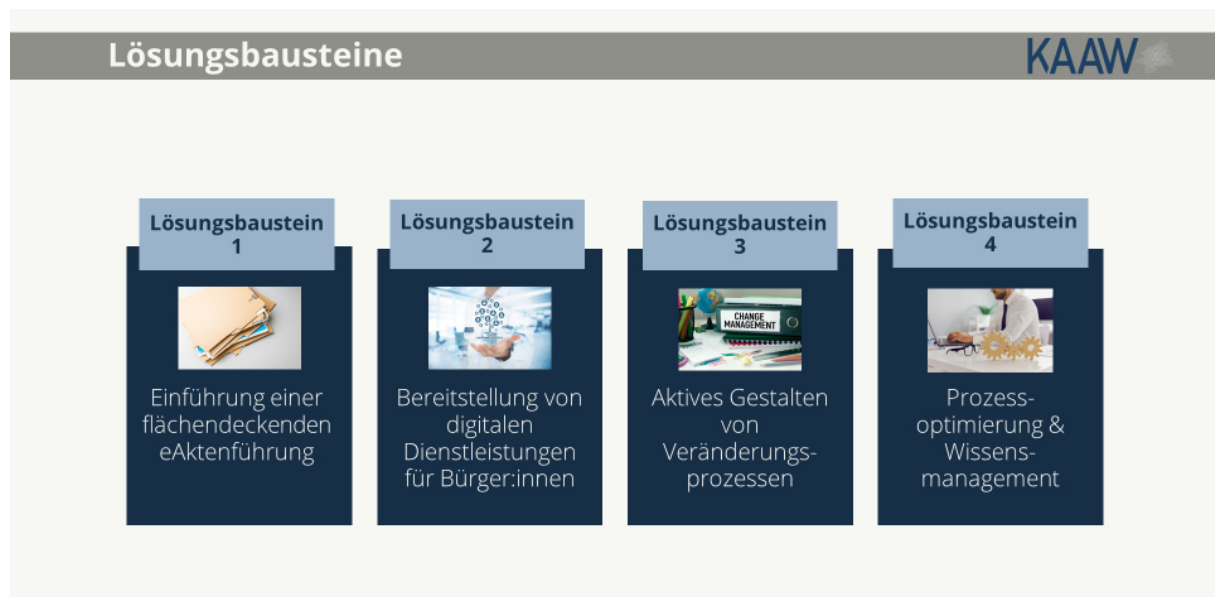 Lösungsbausteine
KAAW
Lösungsbaustein
1
Einführung einer
flächendeckenden
eAktenführung
Lösungsbaustein
2
Bereitstellung von
digitalen
Dienstleistungen
für Bürger:innen
Lösungsbaustein
3
CHANGE
MANAGEMENT
Aktives Gestalten
von
Veränderungs-
prozessen
Lösungsbaustein
4
Prozess-
optimierung &
Wissens-
management